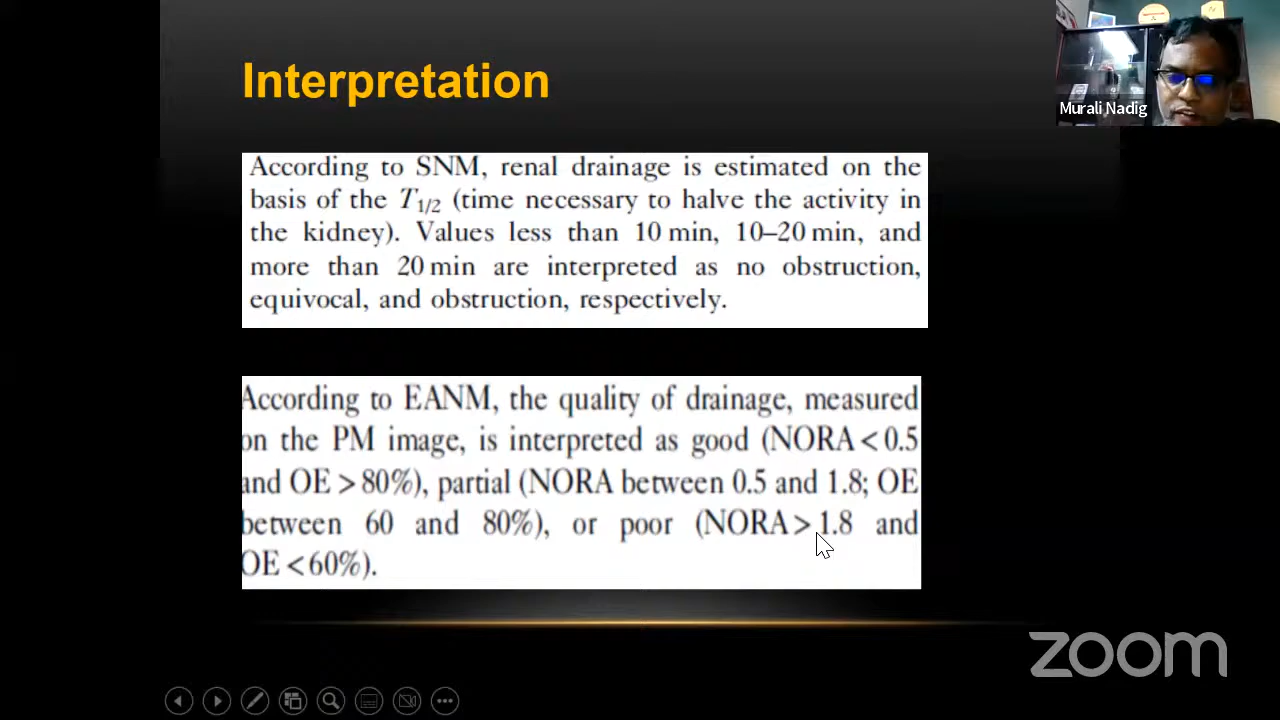 Interpretation
Murali Nadig
According to SNM, renal drainage is estimated on the
basis of the T1/2 (time necessary to halve the activity in
the kidney). Values less than 10 min, 10–20 min, and
more than 20 min are interpreted as no obstruction,
equivocal, and obstruction, respectively.
According to EANM, the quality of drainage, measured
on the PM image, is interpreted as good (NORA < 0.5
and OE > 80%), partial (NORA between 0.5 and 1.8; OE
between 60 and 80%), or poor (NORA > 1.8 and
OE < 60%).
zoom